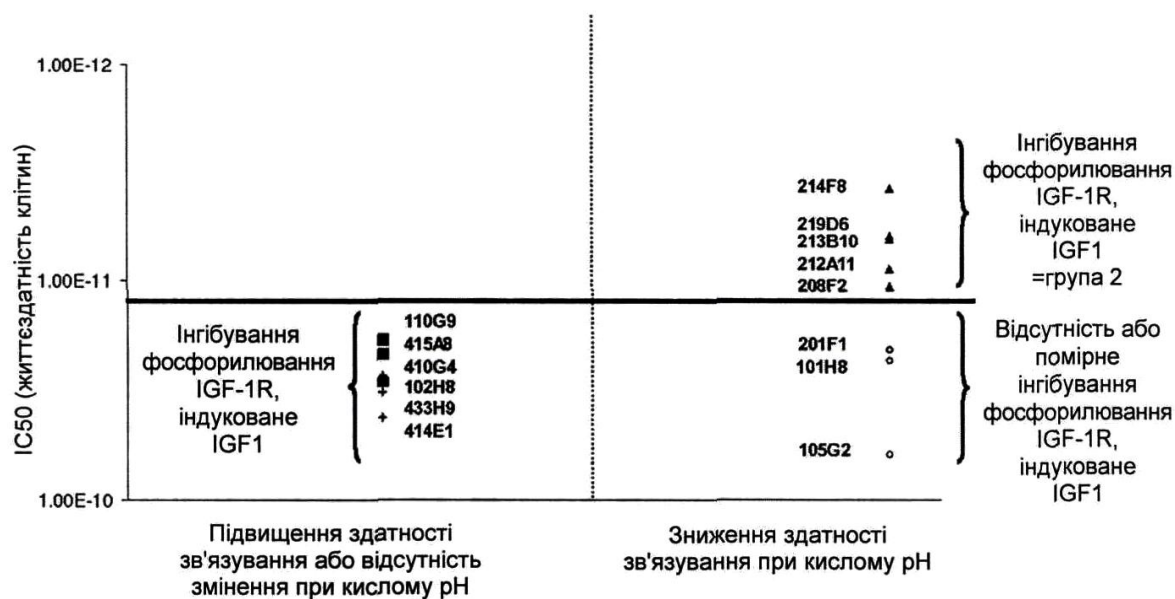 IC50 (життєздатність клітин)
1.00E-12
1.00E-11
1.00E-10
Інгібування
фосфорилювання
IGF-1R,
індуковане
IGF1
110G9
415A8
410G4
102H8
433H9
414E1
214F8
219D6
213B10
212A11
208F2
201F1
101H8
105G2
Інгібування
фосфорилювання
IGF-1R,
індуковане
IGF1
=група 2
Відсутність або
помірне
інгібування
фосфорилювання
IGF-1R,
індуковане
IGF1
Підвищення здатності
зв'язування або відсутність
змінення при кислому pH
Зниження здатності
зв'язування при кислому pH